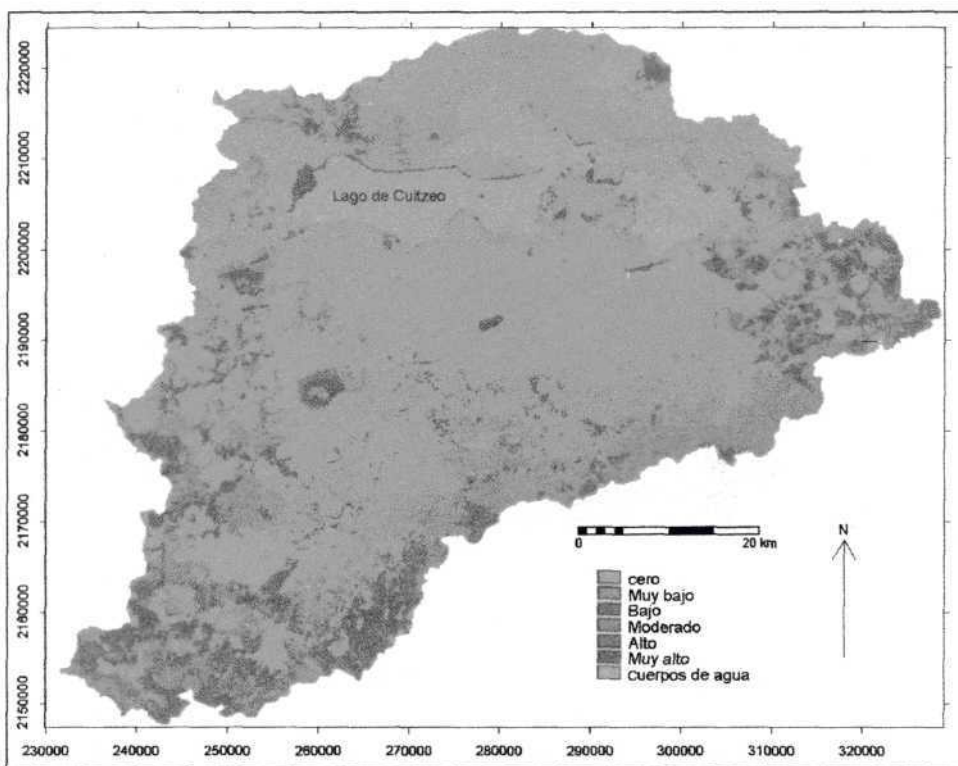 2220000
2210000
2200000
2190000
2180000
2170000
2160000
2150000
Lago de Cuitzeo
0 20 km
N
cero
Muy bajo
Bajo
Moderado
Alto
Muy alto
cuerpos de agua
230000 240000 250000 260000 270000 280000 290000 300000 310000 320000